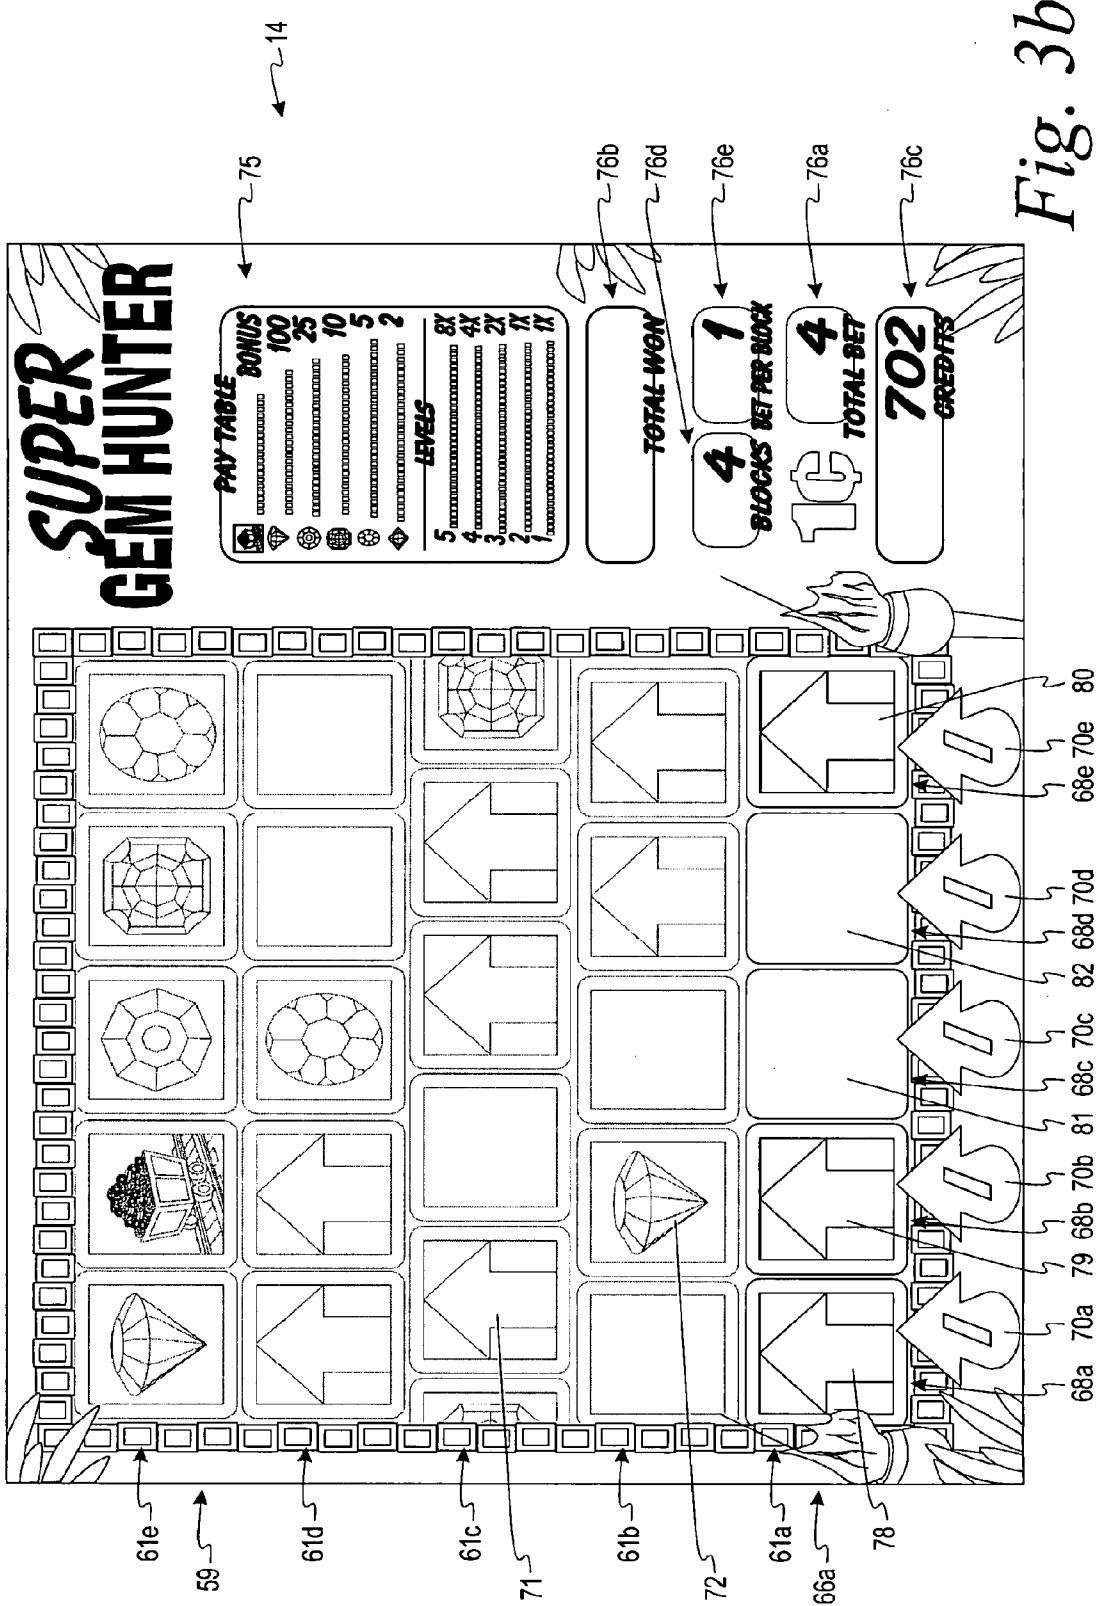 Fig. 3b
14
SUPER
GEM HUNTER
75
PAY TABLE
BONUS
100
25
10
5
2
LEVELS
5 8X
4 4X
3 2X
2 1X
1 1X
TOTAL WON
76b
76d
4
BLOCKS
1
BET PER BLOCK
76e
1¢
4
TOTAL BET
76a
702
CREDITS
76c
61e
59
61d
61c
71
61b
72
61a
66a
78
68a
70a
79
68b
70b
81
68c
70c
82
68d
70d
68e
70e
80